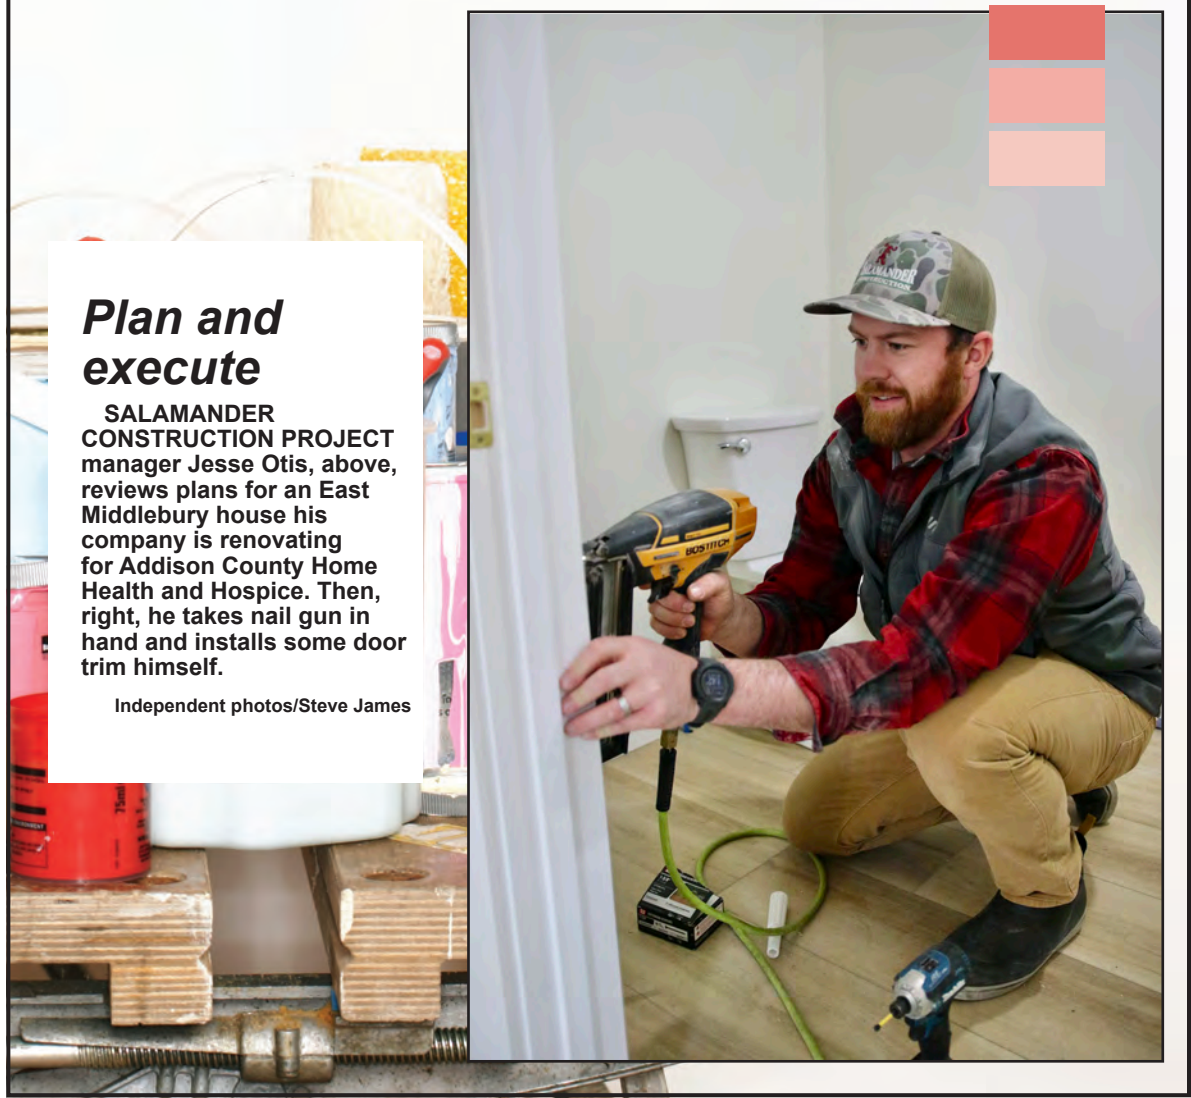 Plan and
execute
SALAMANDER
CONSTRUCTION PROJECT
manager Jesse Otis, above,
reviews plans for an East
Middlebury house his
company is renovating
for Addison County Home
Health and Hospice. Then,
right, he takes nail gun in
hand and installs some door
trim himself.
Independent photos/Steve James
SALAMANDER
CONSTRUCTION
BOSTITCH
75ml